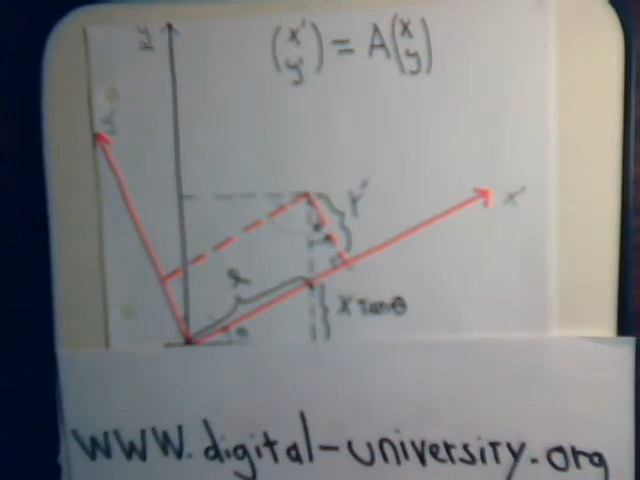 (x' y') = A(x y)
y'
x'
l
θ
x Tanθ
www.digital-university.org